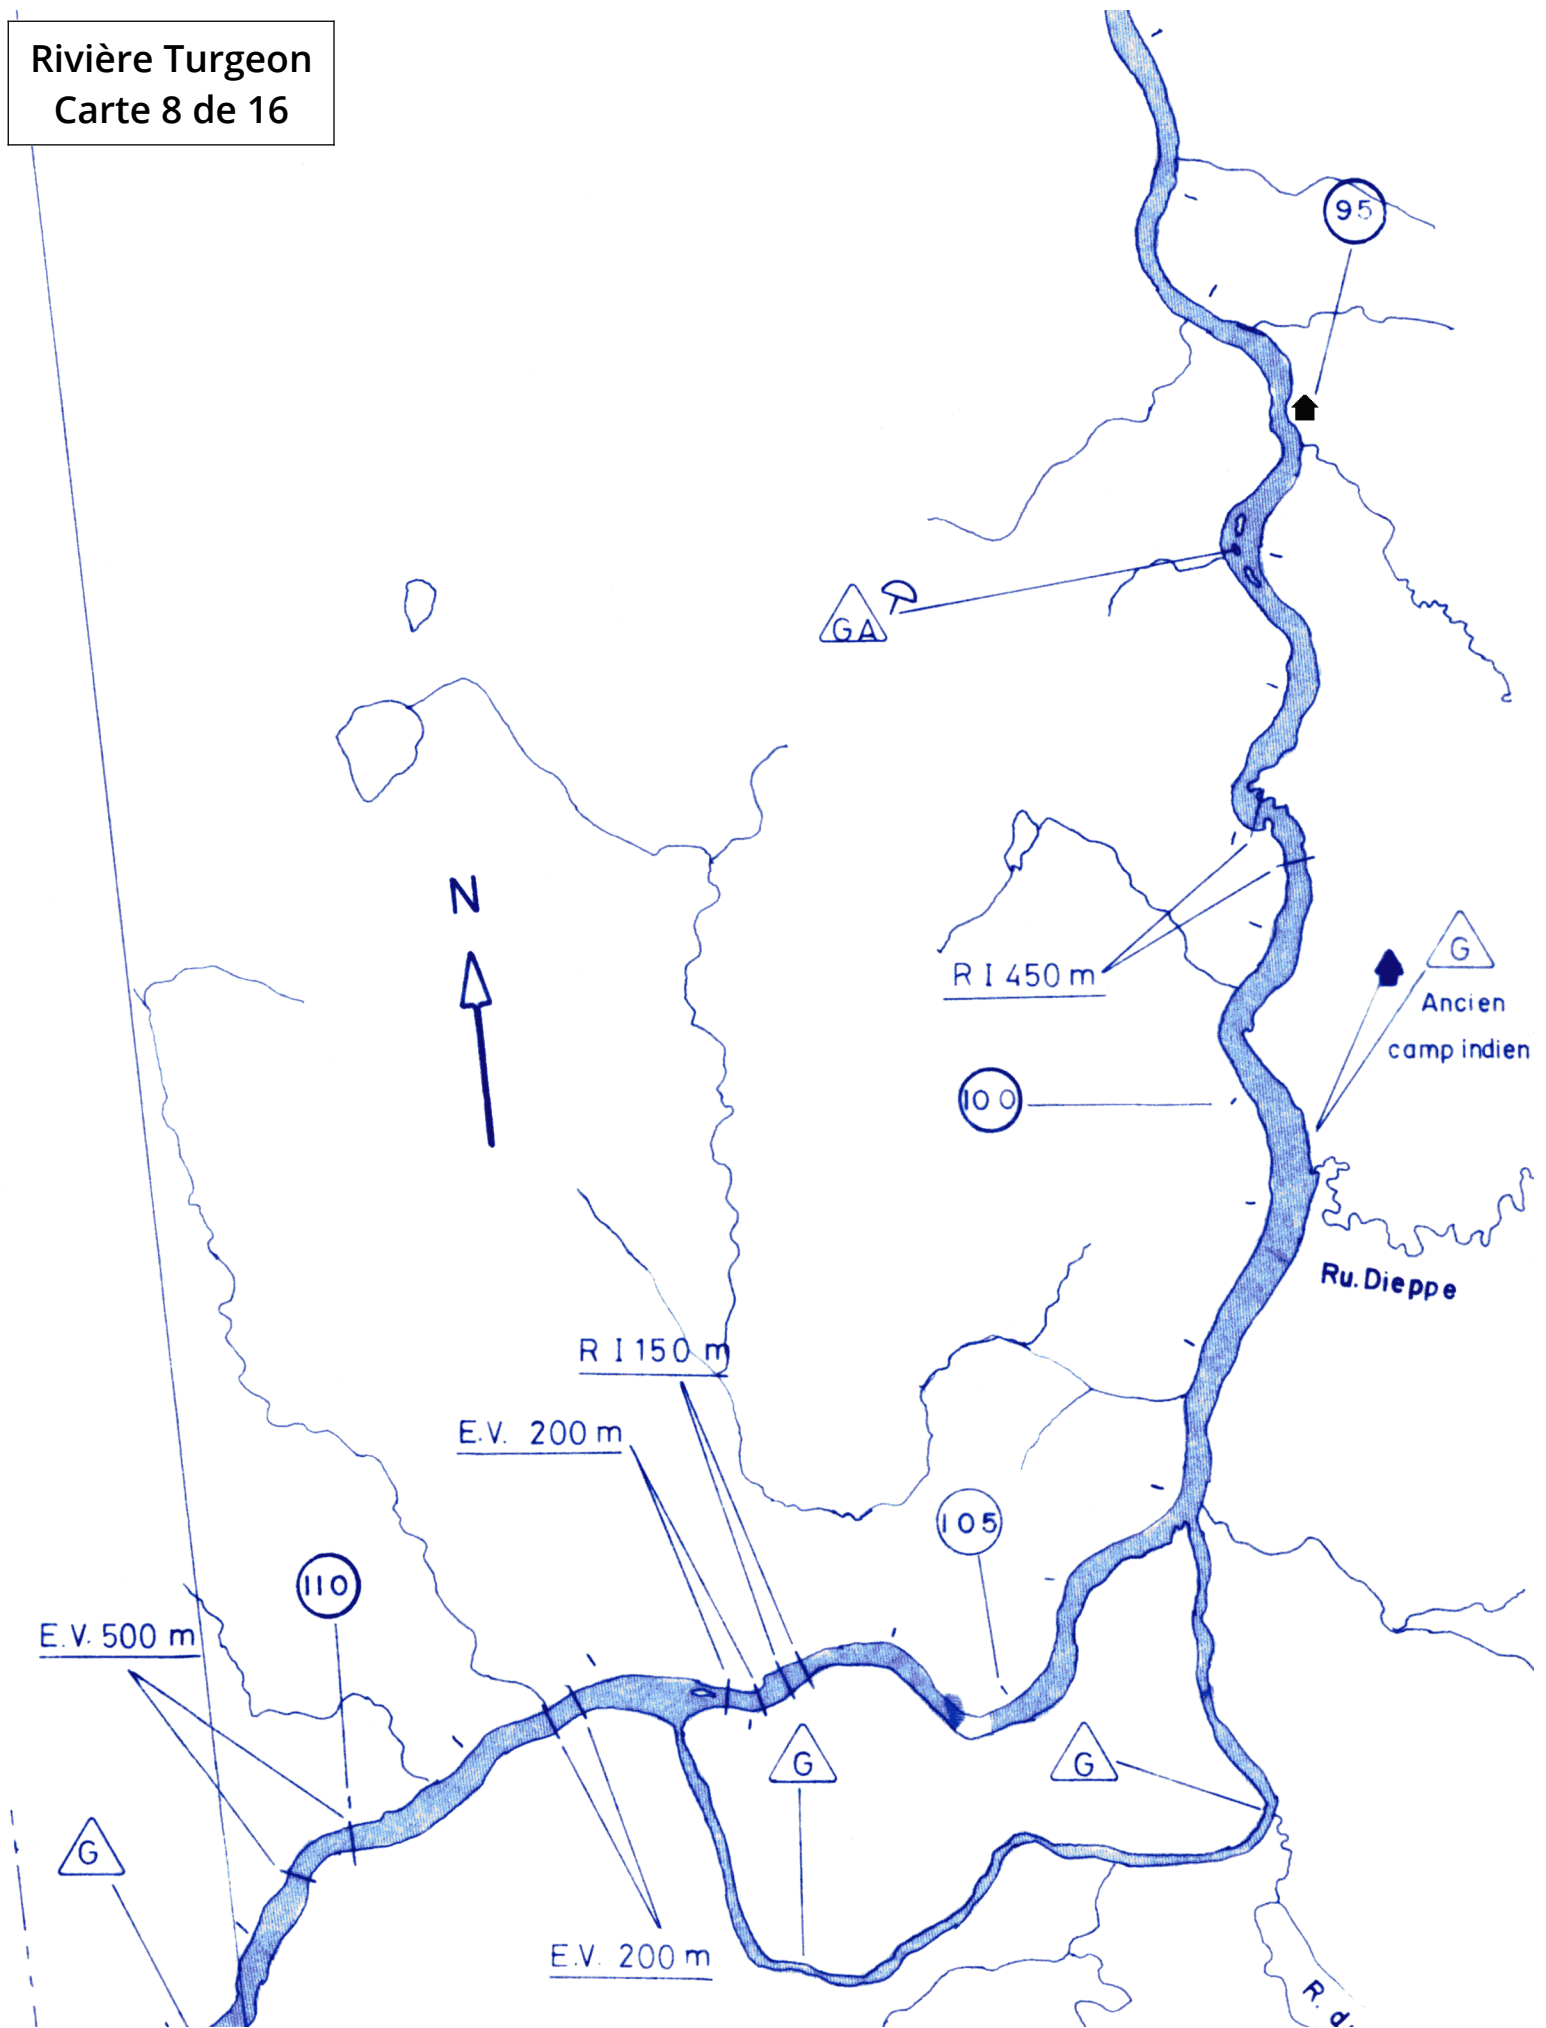 Rivière Turgeon
Carte 8 de 16
95
GA
N
R I 450 m
G
Ancien
camp indien
100
Ru. Dieppe
R I 150 m
E.V. 200 m
105
110
E.V. 500 m
G
G
G
E.V. 200 m
R.